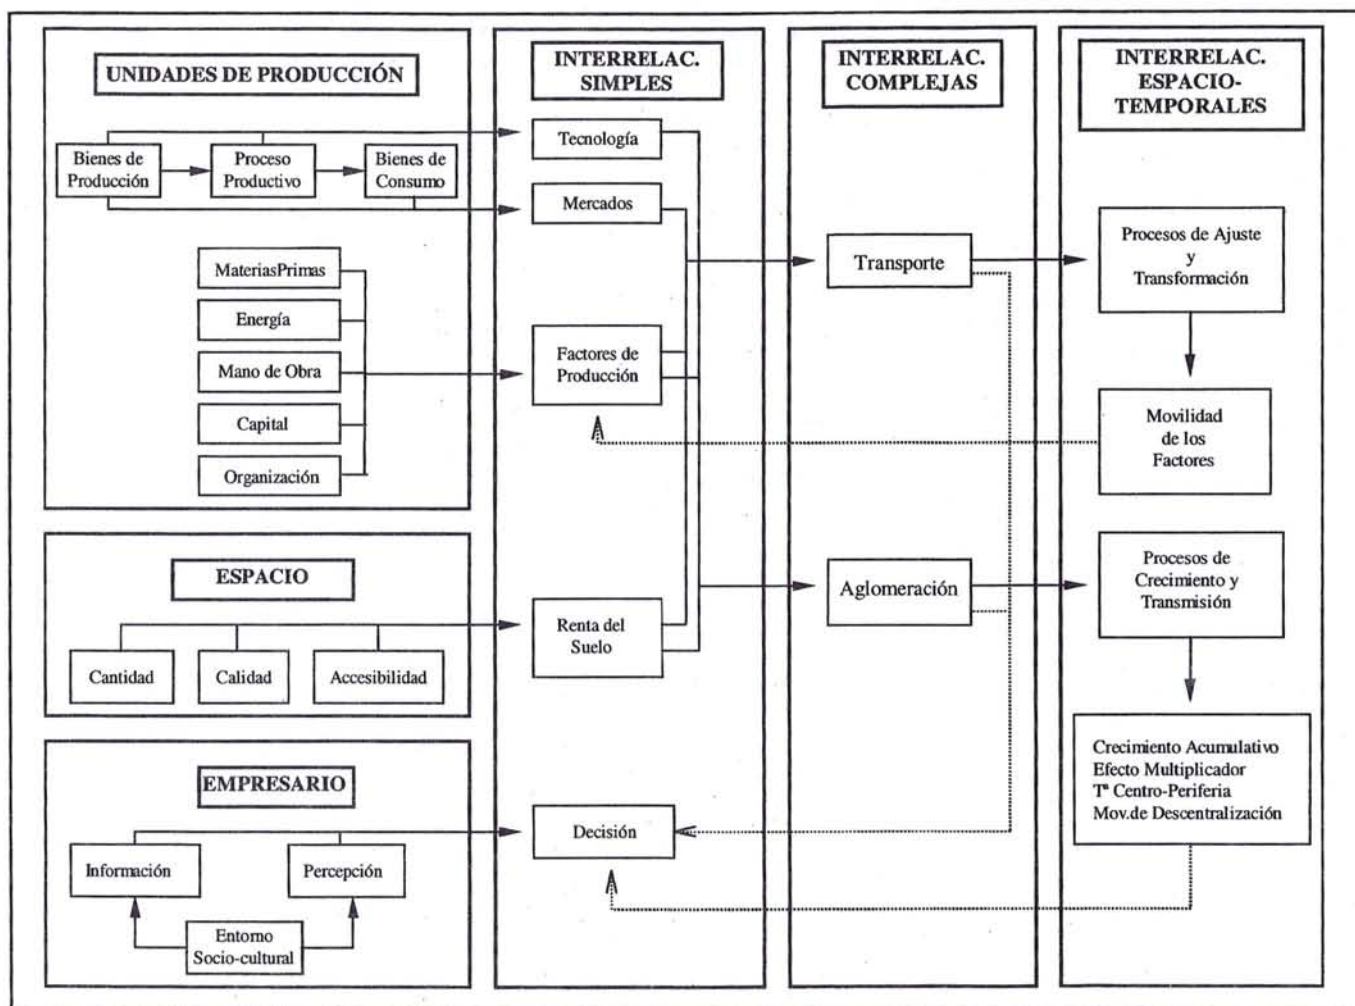 UNIDADES DE PRODUCCIÓN
Bienes de
Producción
Proceso
Productivo
Bienes de
Consumo
MateriasPrimas
Energía
Mano de Obra
Capital
Organización
ESPACIO
Cantidad
Calidad
Accesibilidad
EMPRESARIO
Información
Percepción
Entorno
Socio-cultural
INTERRELAC.
SIMPLES
Tecnología
Mercados
Factores de
Producción
Renta del
Suelo
Decisión
INTERRELAC.
COMPLEJAS
Transporte
Aglomeración
INTERRELAC.
ESPACIO-
TEMPORALES
Procesos de Ajuste
y
Transformación
Movilidad
de los
Factores
Procesos de
Crecimiento y
Transmisión
Crecimiento Acumulativo
Efecto Multiplicador
Tª Centro-Periferia
Mov.de Descentralización